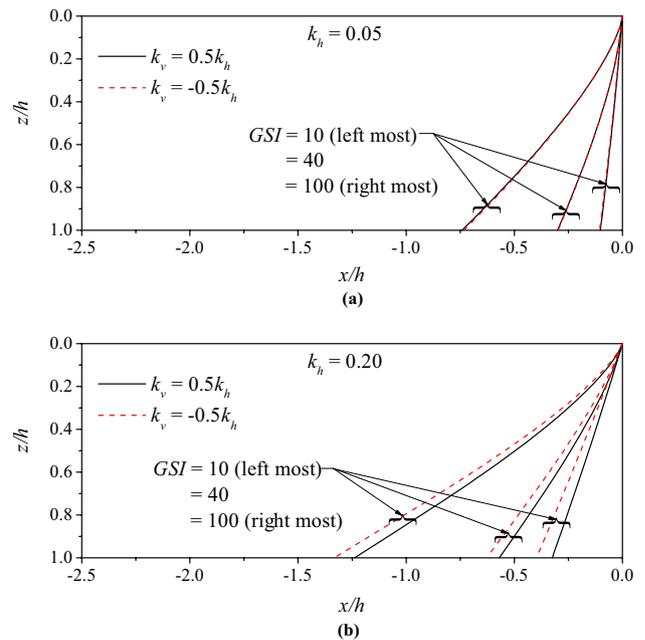 0.0
k_h = 0.05
k_v = 0.5k_h
0.2
k_v = -0.5k_h
0.4
z/h
GSI = 10 (left most)
0.6
= 40
0.8
= 100 (right most)
1.0
-2.5 -2.0 -1.5 -1.0 -0.5 0.0
x/h
(a)
0.0
k_h = 0.20
k_v = 0.5k_h
0.2
k_v = -0.5k_h
0.4
z/h
GSI = 10 (left most)
0.6
= 40
0.8
= 100 (right most)
1.0
-2.5 -2.0 -1.5 -1.0 -0.5 0.0
x/h
(b)